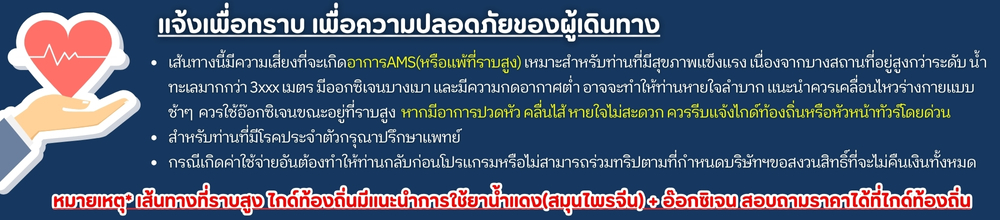 แจ้งเพื่อทราบ เพื่อความปลอดภัยของผู้เดินทาง
• เส้นทางนี้มีความเสี่ยงที่จะเกิดอาการAMS(หรือแพ้ที่ราบสูง) เหมาะสำหรับท่านที่มีสุขภาพแข็งแรง เนื่องจากบางสถานที่อยู่สูงกว่าระดับ น้ำ
ทะเลมากกว่า 3xxx เมตร มีออกซิเจนบางเบา และมีความกดอากาศต่ำ อาจจะทำให้ท่านหายใจลำบาก แนะนำควรเคลื่อนไหวร่างกายแบบ
ช้าๆ ควรใช้อ๊อกซิเจนขณะอยู่ที่ราบสูง หากมีอาการปวดหัว คลื่นไส้ หายใจไม่สะดวก ควรรีบแจ้งไกด์ท้องถิ่นหรือหัวหน้าทัวร์โดยด่วน
• สำหรับท่านที่มีโรคประจำตัวกรุณาปรึกษาแพทย์
• กรณีเกิดค่าใช้จ่ายอันต้องทำให้ท่านกลับก่อนโปรแกรมหรือไม่สามารถร่วมทริปตามที่กำหนดบริษัทฯขอสงวนสิทธิ์ที่จะไม่คืนเงินทั้งหมด
หมายเหตุ* เส้นทางที่ราบสูง ไกด์ท้องถิ่นมีแนะนำการใช้ยาน้ำแดง(สมุนไพรจีน) + อ๊อกซิเจน สอบถามราคาได้ที่ไกด์ท้องถิ่น